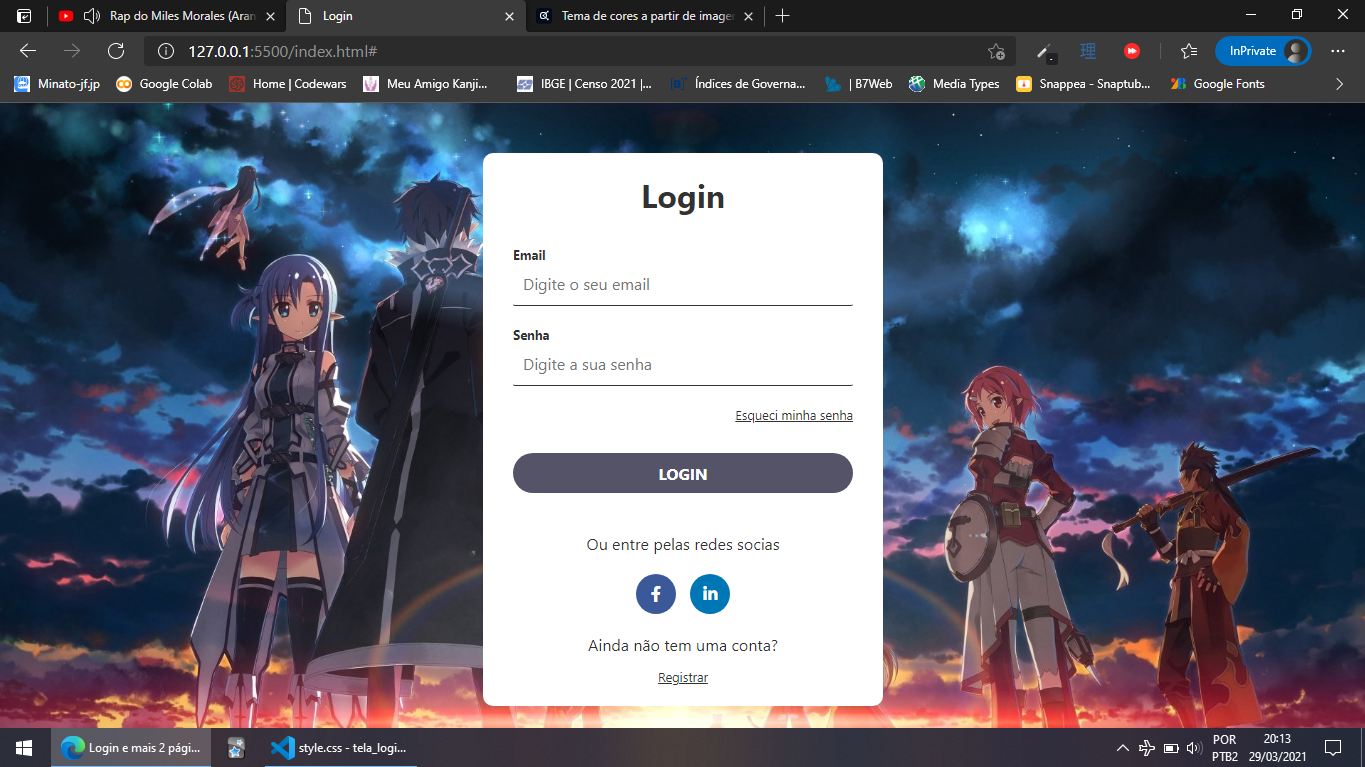 Rap do Miles Morales (Aran
Login
Tema de cores a partir de imagen
127.0.0.1:5500/index.html#
InPrivate
Minato-jf.jp
Google Colab
Home | Codewars
Meu Amigo Kanji...
IBGE | Censo 2021 |...
Índices de Governa...
| B7Web
Media Types
Snappea - Snaptub...
Google Fonts
Login
Email
Digite o seu email
Senha
Digite a sua senha
Esqueci minha senha
LOGIN
Ou entre pelas redes socias
f
in
Ainda não tem uma conta?
Registrar
Login e mais 2 pági...
style.css - tela_logi...
POR
PTB2
20:13
29/03/2021